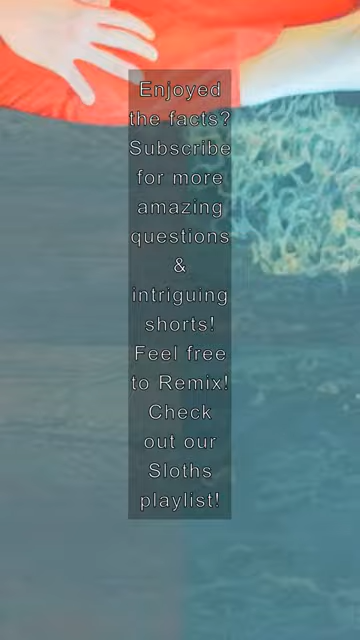 Enjoyed
the facts?
Subscribe
for more
amazing
questions
&
intriguing
shorts!
Feel free
to Remix!
Check
out our
Sloths
playlist!